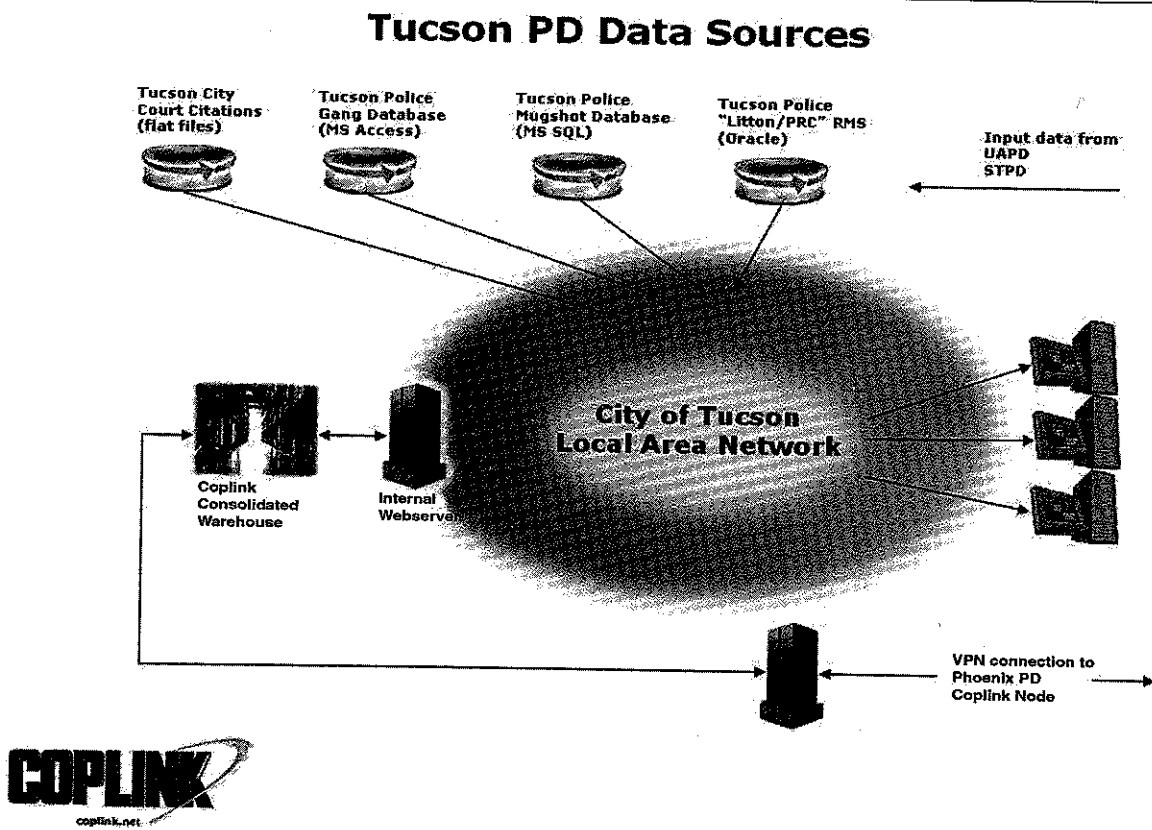 Tucson PD Data Sources
Tucson City
Court Citations
(flat files)
Tucson Police
Gang Database
(MS Access)
Tucson Police
Mugshot Database
(MS SQL)
Tucson Police
"Litton/PRC" RMS
(Oracle)
Input data from
UAPD
STPD
City of Tucson
Local Area Network
Coplink
Consolidated
Warehouse
Internal
Webserver
VPN connection to
Phoenix PD
Coplink Node
COPLINK
coplink.net